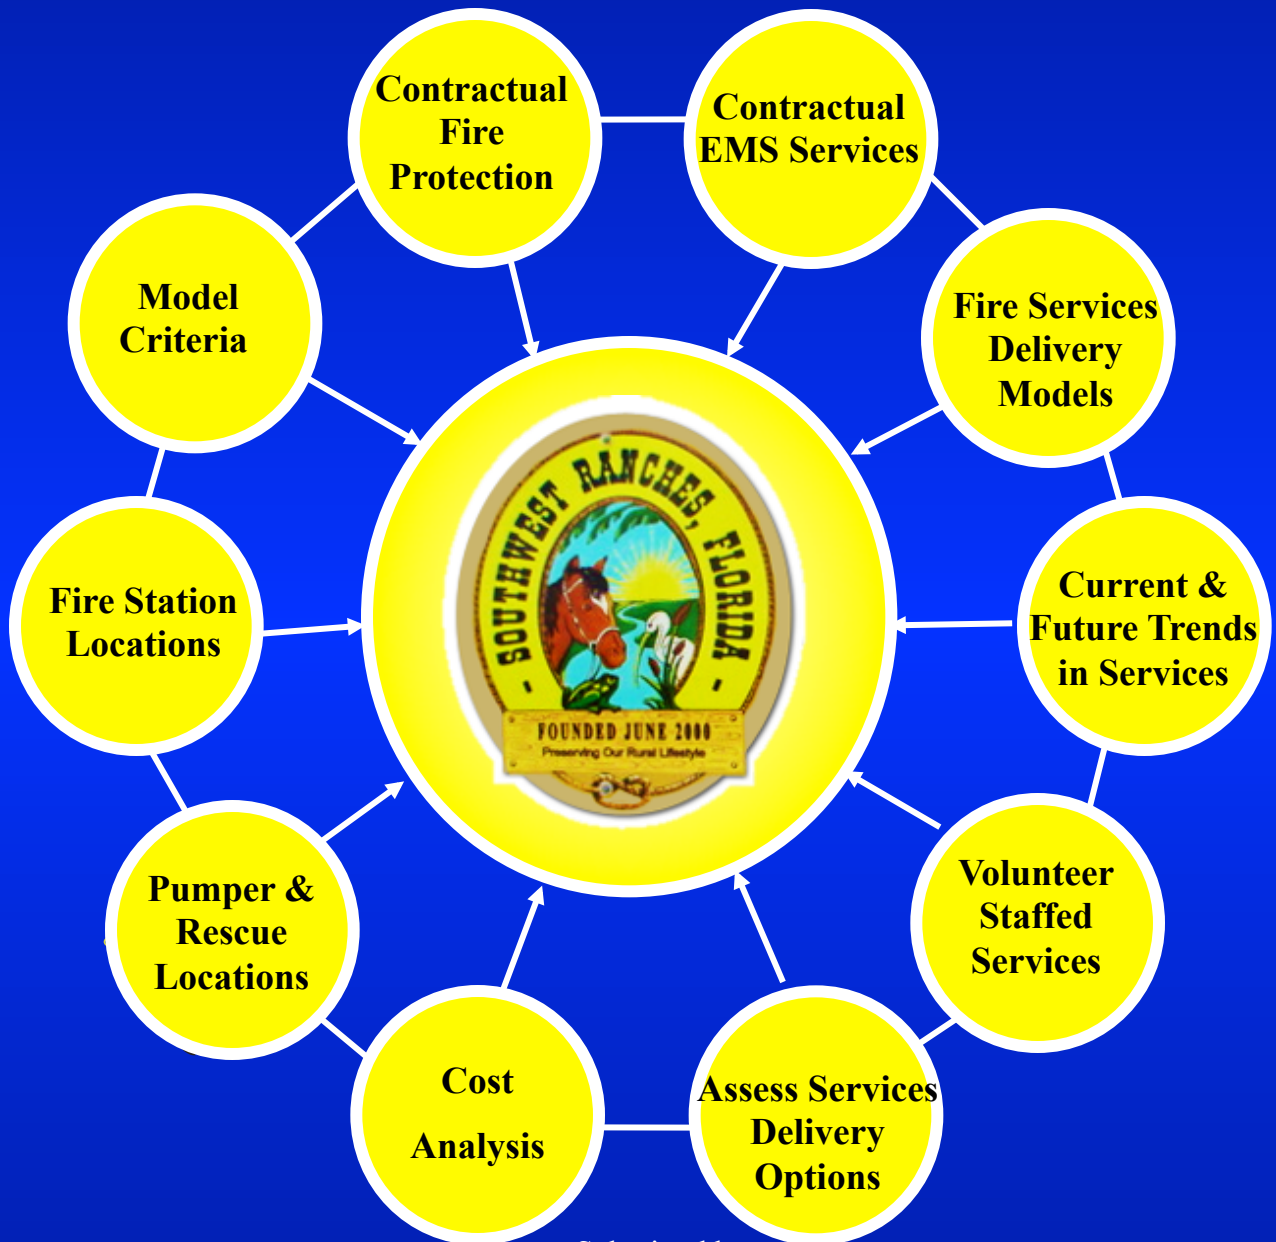 Contractual
Fire
Protection
Contractual
EMS Services
Fire Services
Delivery
Models
Current &
Future Trends
in Services
Volunteer
Staffed
Services
Assess Services
Delivery
Options
Cost
Analysis
Pumper &
Rescue
Locations
Fire Station
Locations
Model
Criteria
SOUTHWEST RANCHES, FLORIDA
FOUNDED JUNE 2000
Preserving Our Rural Lifestyle